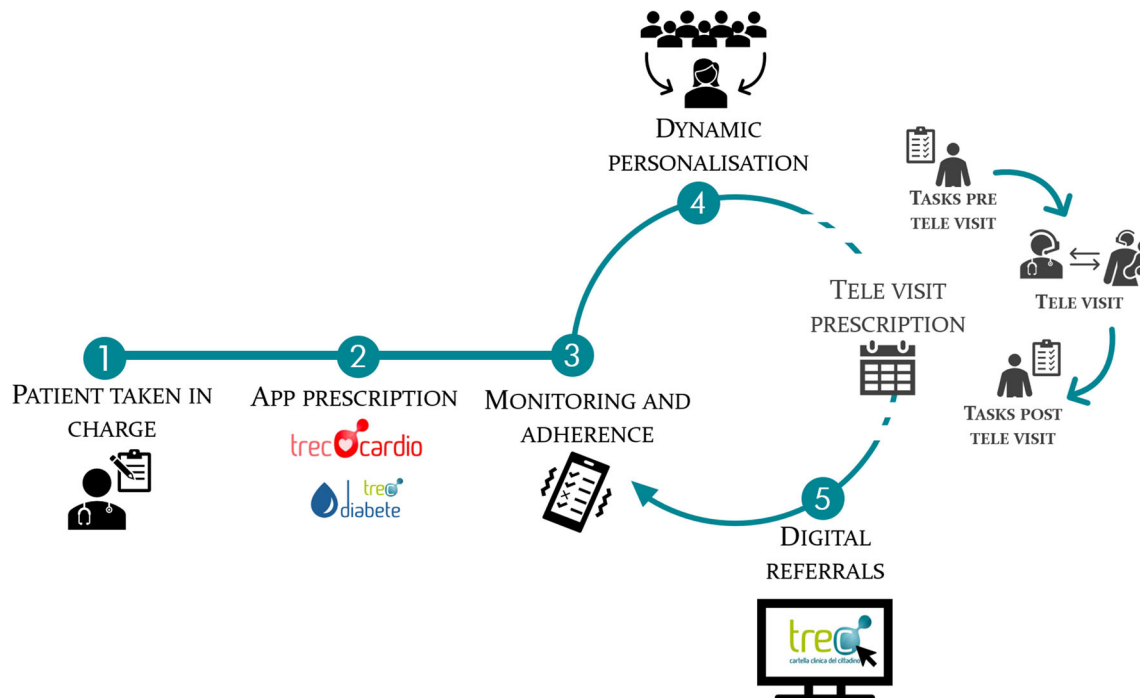 DYNAMIC
PERSONALISATION
4
TASKS PRE
TELE VISIT
TELE VISIT
TELE VISIT
PRESCRIPTION
1
2
3
PATIENT TAKEN IN
CHARGE
APP PRESCRIPTION
trec cardio
trec
diabete
MONITORING AND
ADHERENCE
TASKS POST
TELE VISIT
5
DIGITAL
REFERRALS
trec
cartella clinica del cittadino